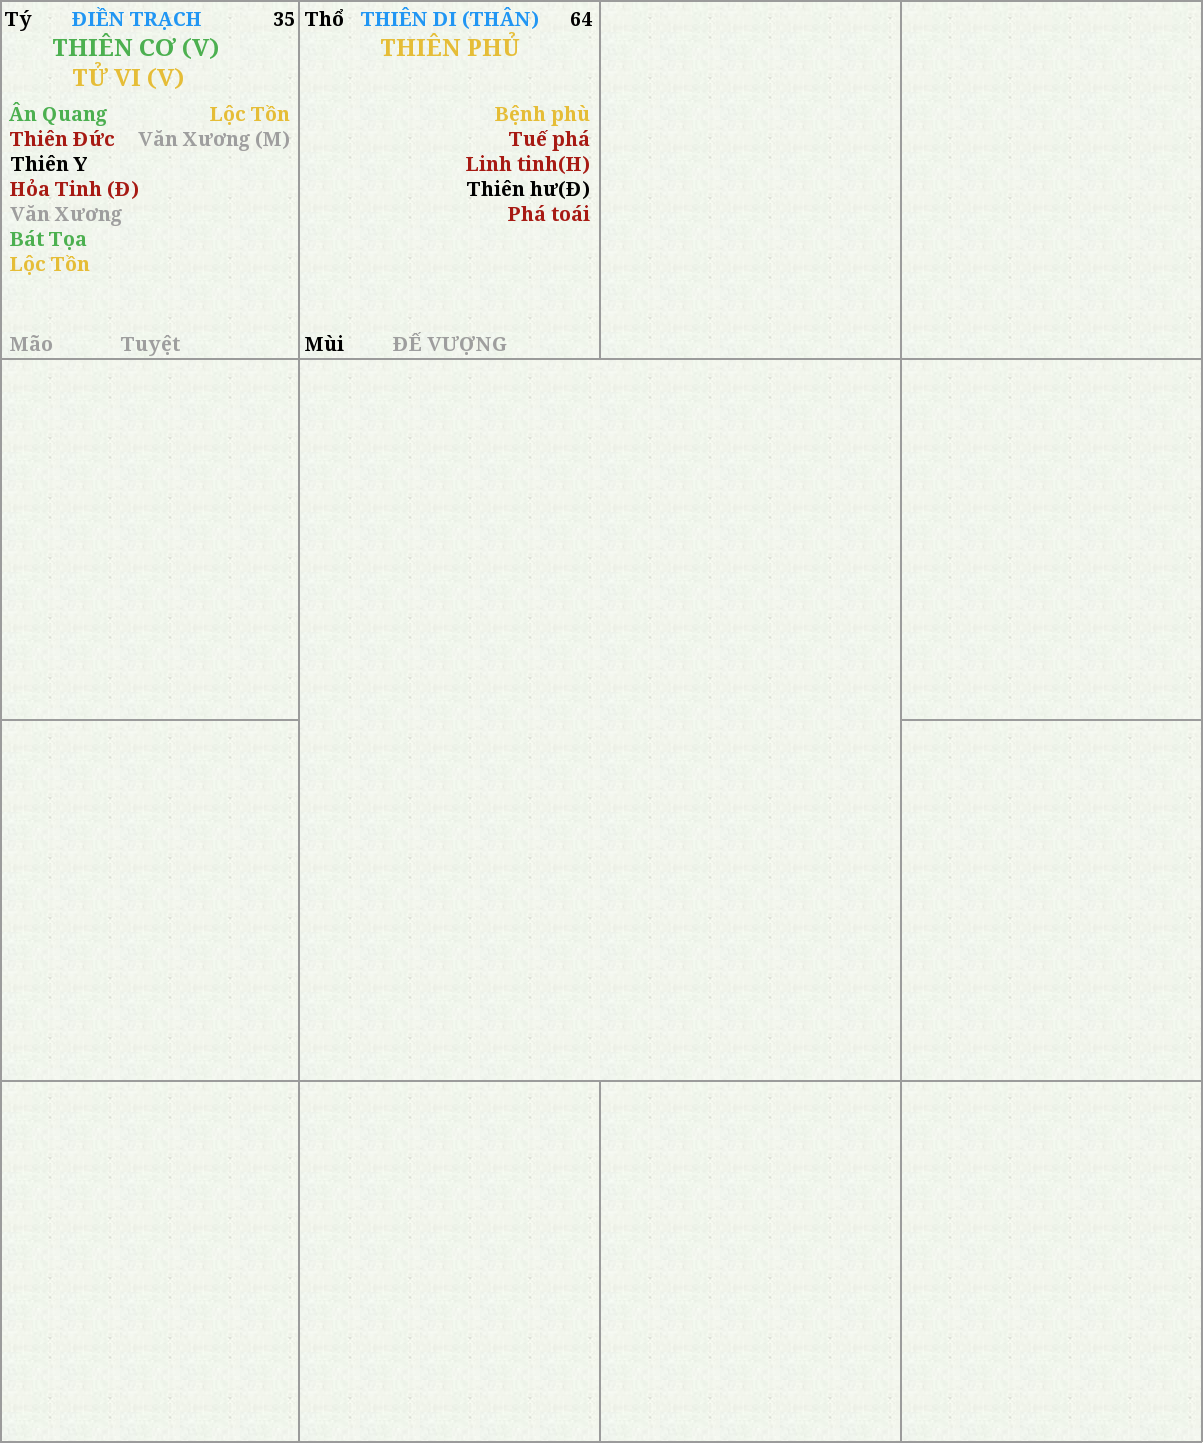 Tý ĐIỀN TRẠCH 35
THIÊN CƠ (V)
TỬ VI (V)
Ân Quang Lộc Tồn
Thiên Đức Văn Xương (M)
Thiên Y
Hỏa Tinh (Đ)
Văn Xương
Bát Tọa
Lộc Tồn
Mão Tuyệt
Thổ THIÊN DI (THÂN) 64
THIÊN PHỦ
Bệnh phù
Tuế phá
Linh tinh(H)
Thiên hư(Đ)
Phá toái
Mùi ĐẾ VƯỢNG